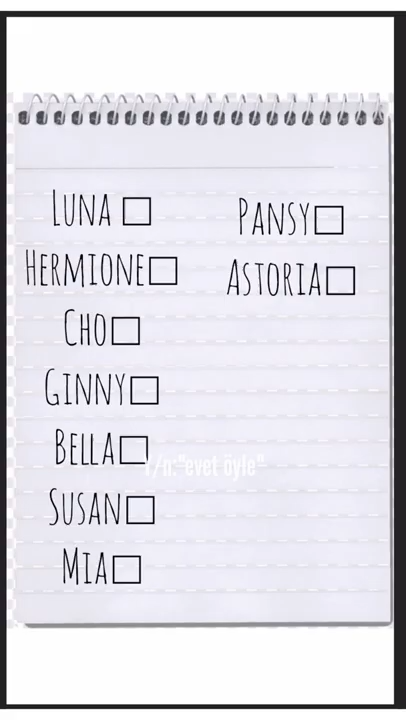 LUNA
HERMIONE
CHO
GINNY
BELLA
SUSAN
MIA
PANSY
ASTORIA
Y/n:"evet öyle"